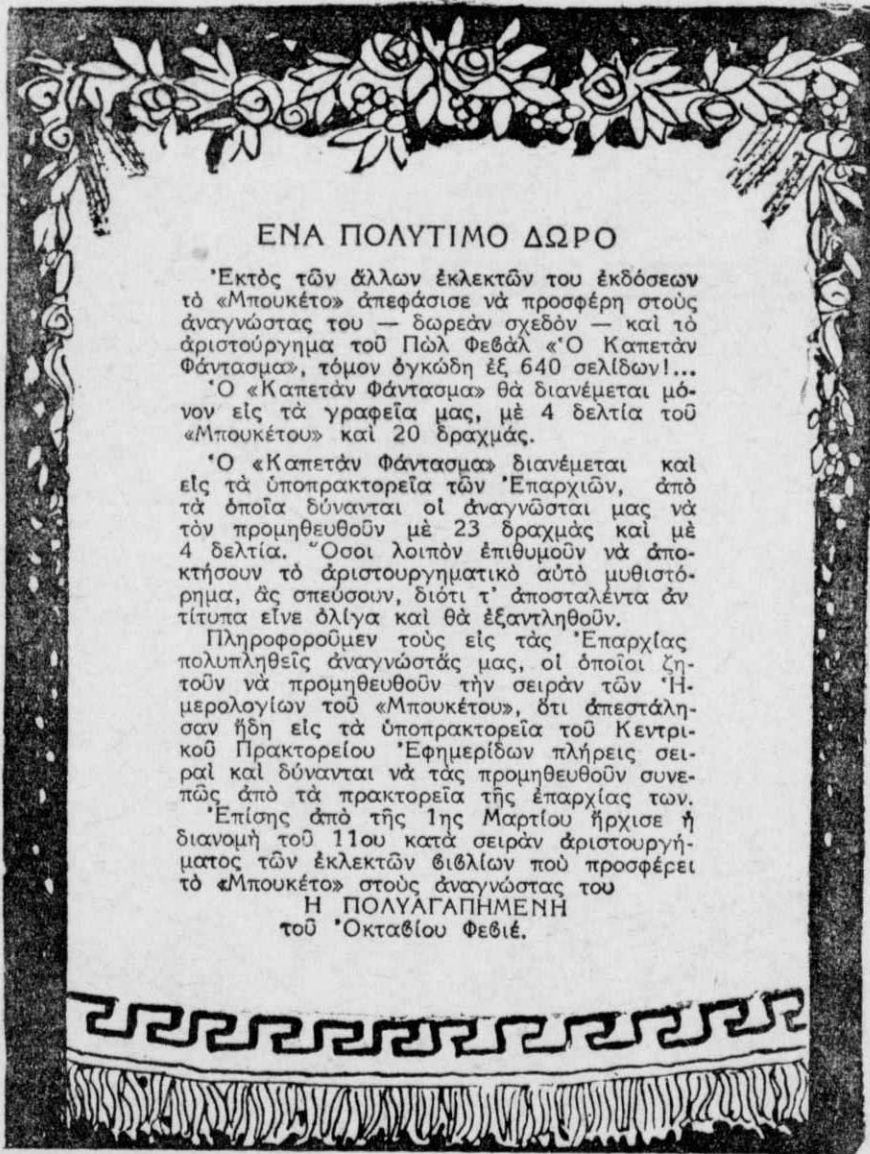 ΕΝΑ ΠΟΛΥΤΙΜΟ ΔΩΡΟ
Ἐκτὸς τῶν ἄλλων ἐκλεκτῶν του ἐκδόσεων
τὸ «Μπουκέτο» ἀπεφάσισε νὰ προσφέρη στοὺς
ἀναγνώστας του — δωρεὰν σχεδὸν — καὶ τὸ
ἀριστούργημα τοῦ Πὼλ Φεβὰλ «Ὁ Καπετὰν
Φάντασμα», τόμον ὀγκώδη ἐξ 640 σελίδων!...
Ὁ «Καπετὰν Φάντασμα» θὰ διανέμεται μό-
νον εἰς τὰ γραφεῖα μας, μὲ 4 δελτία τοῦ
«Μπουκέτου» καὶ 20 δραχμάς.
Ὁ «Καπετὰν Φάντασμα» διανέμεται καὶ
εἰς τὰ ὑποπρακτορεῖα τῶν Ἐπαρχιῶν, ἀπὸ
τὰ ὁποῖα δύνανται οἱ ἀναγνῶσται μας νὰ
τὸν προμηθευθοῦν μὲ 23 δραχμὰς καὶ μὲ
4 δελτία. Ὅσοι λοιπὸν ἐπιθυμοῦν νὰ ἀπο-
κτήσουν τὸ ἀριστουργηματικὸ αὐτὸ μυθιστό-
ρημα, ἂς σπεύσουν, διότι τ' ἀποσταλέντα ἀν
τίτυπα εἶνε ὀλίγα καὶ θὰ ἐξαντληθοῦν.
Πληροφοροῦμεν τοὺς εἰς τὰς Ἐπαρχίας
πολυπληθεῖς ἀναγνώστάς μας, οἱ ὁποῖοι ζη-
τοῦν νὰ προμηθευθοῦν τὴν σειρὰν τῶν Ἡ-
μερολογίων τοῦ «Μπουκέτου», ὅτι ἀπεστάλη-
σαν ἤδη εἰς τὰ ὑποπρακτορεῖα τοῦ Κεντρι-
κοῦ Πρακτορείου Ἐφημερίδων πλήρεις σει-
ραὶ καὶ δύνανται νὰ τὰς προμηθευθοῦν συνε-
πῶς ἀπὸ τὰ πρακτορεῖα τῆς ἐπαρχίας των.
Ἐπίσης ἀπὸ τῆς 1ης Μαρτίου ἤρχισε ἡ
διανομὴ τοῦ 11ου κατὰ σειρὰν ἀριστουργή-
ματος τῶν ἐκλεκτῶν βιβλίων ποὺ προσφέρει
τὸ «Μπουκέτο» στοὺς ἀναγνώστας του
Η ΠΟΛΥΑΓΑΠΗΜΕΝΗ
τοῦ Ὀκταβίου Φεβιέ.